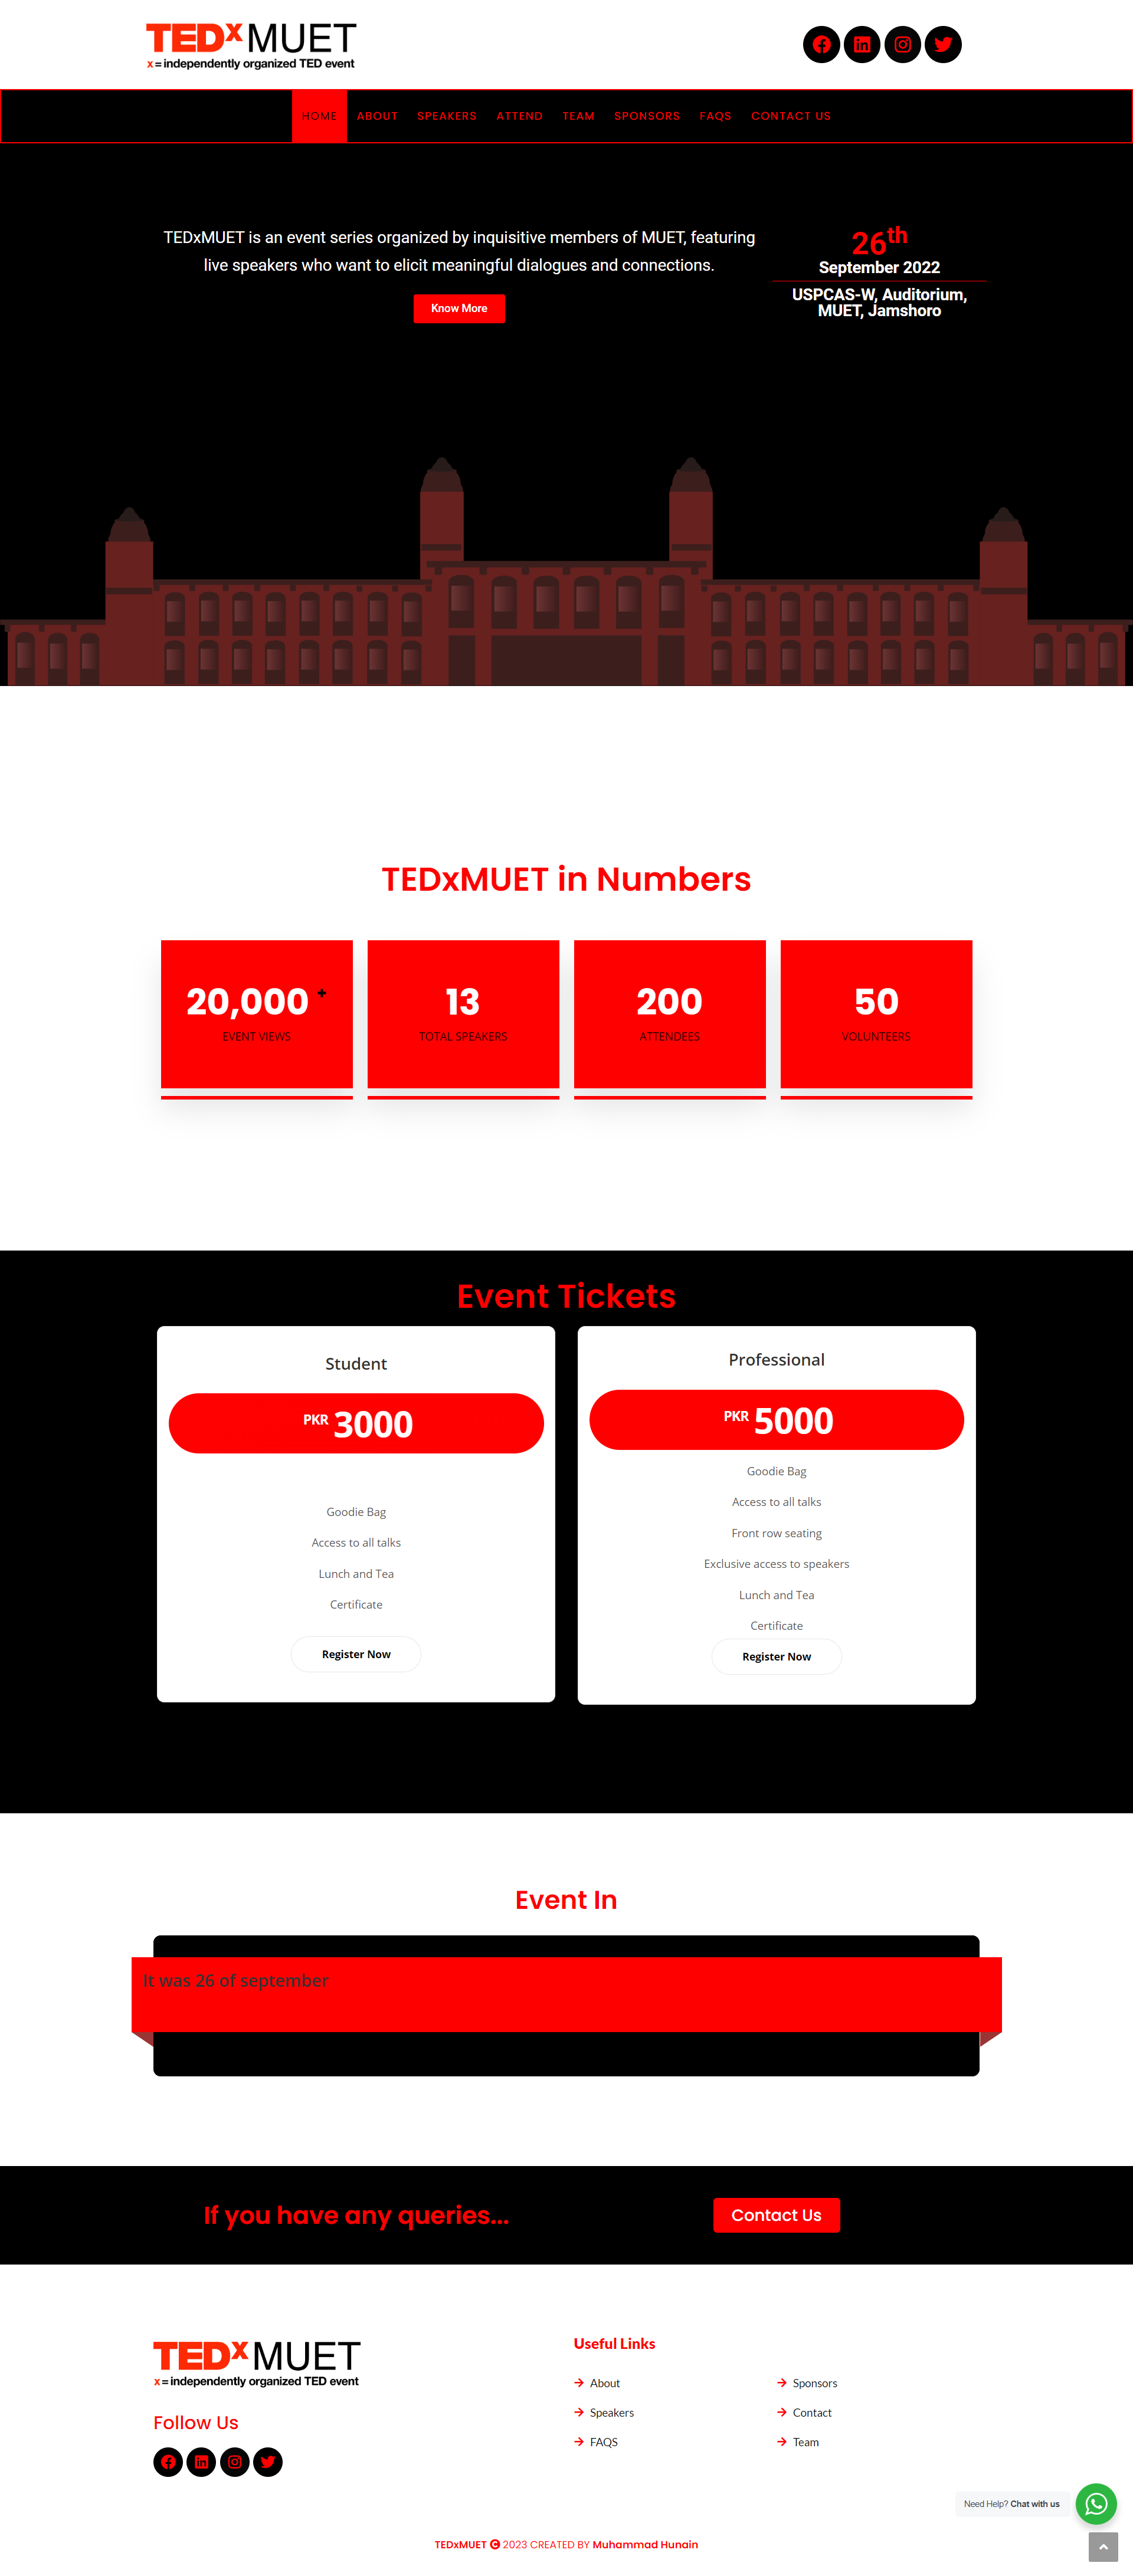 TEDx MUET
x = independently organized TED event
HOME ABOUT SPEAKERS ATTEND TEAM SPONSORS FAQS CONTACT US
TEDxMUET is an event series organized by inquisitive members of MUET, featuring
live speakers who want to elicit meaningful dialogues and connections.
Know More
26th
September 2022
USPCAS-W, Auditorium,
MUET, Jamshoro
TEDxMUET in Numbers
20,000 +
EVENT VIEWS
13
TOTAL SPEAKERS
200
ATTENDEES
50
VOLUNTEERS
Event Tickets
Student
PKR 3000
Goodie Bag
Access to all talks
Lunch and Tea
Certificate
Register Now
Professional
PKR 5000
Goodie Bag
Access to all talks
Front row seating
Exclusive access to speakers
Lunch and Tea
Certificate
Register Now
Event In
It was 26 of september
If you have any queries...
Contact Us
TEDx MUET
x = independently organized TED event
Follow Us
Useful Links
About
Speakers
FAQS
Sponsors
Contact
Team
Need Help? Chat with us
TEDxMUET © 2023 CREATED BY Muhammad Hunain